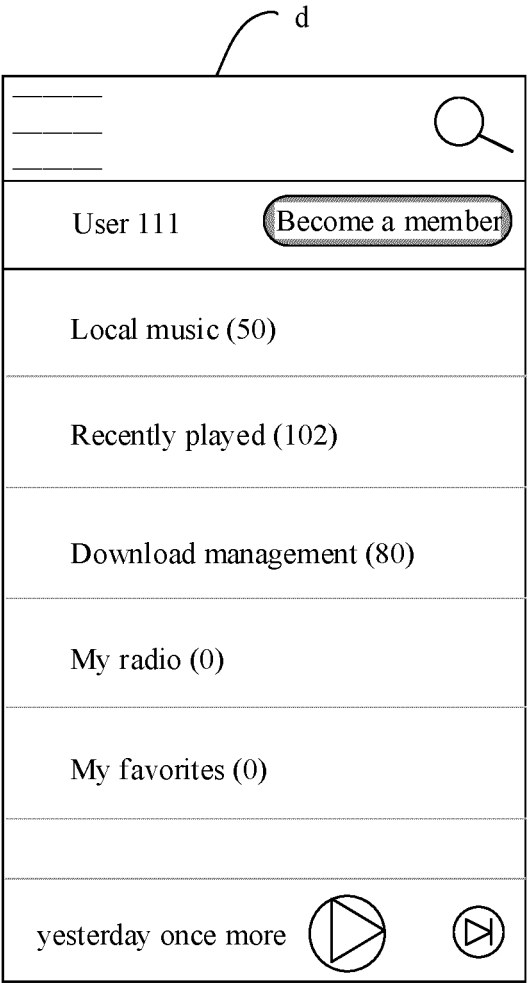 d
User 111
Become a member
Local music (50)
Recently played (102)
Download management (80)
My radio (0)
My favorites (0)
yesterday once more